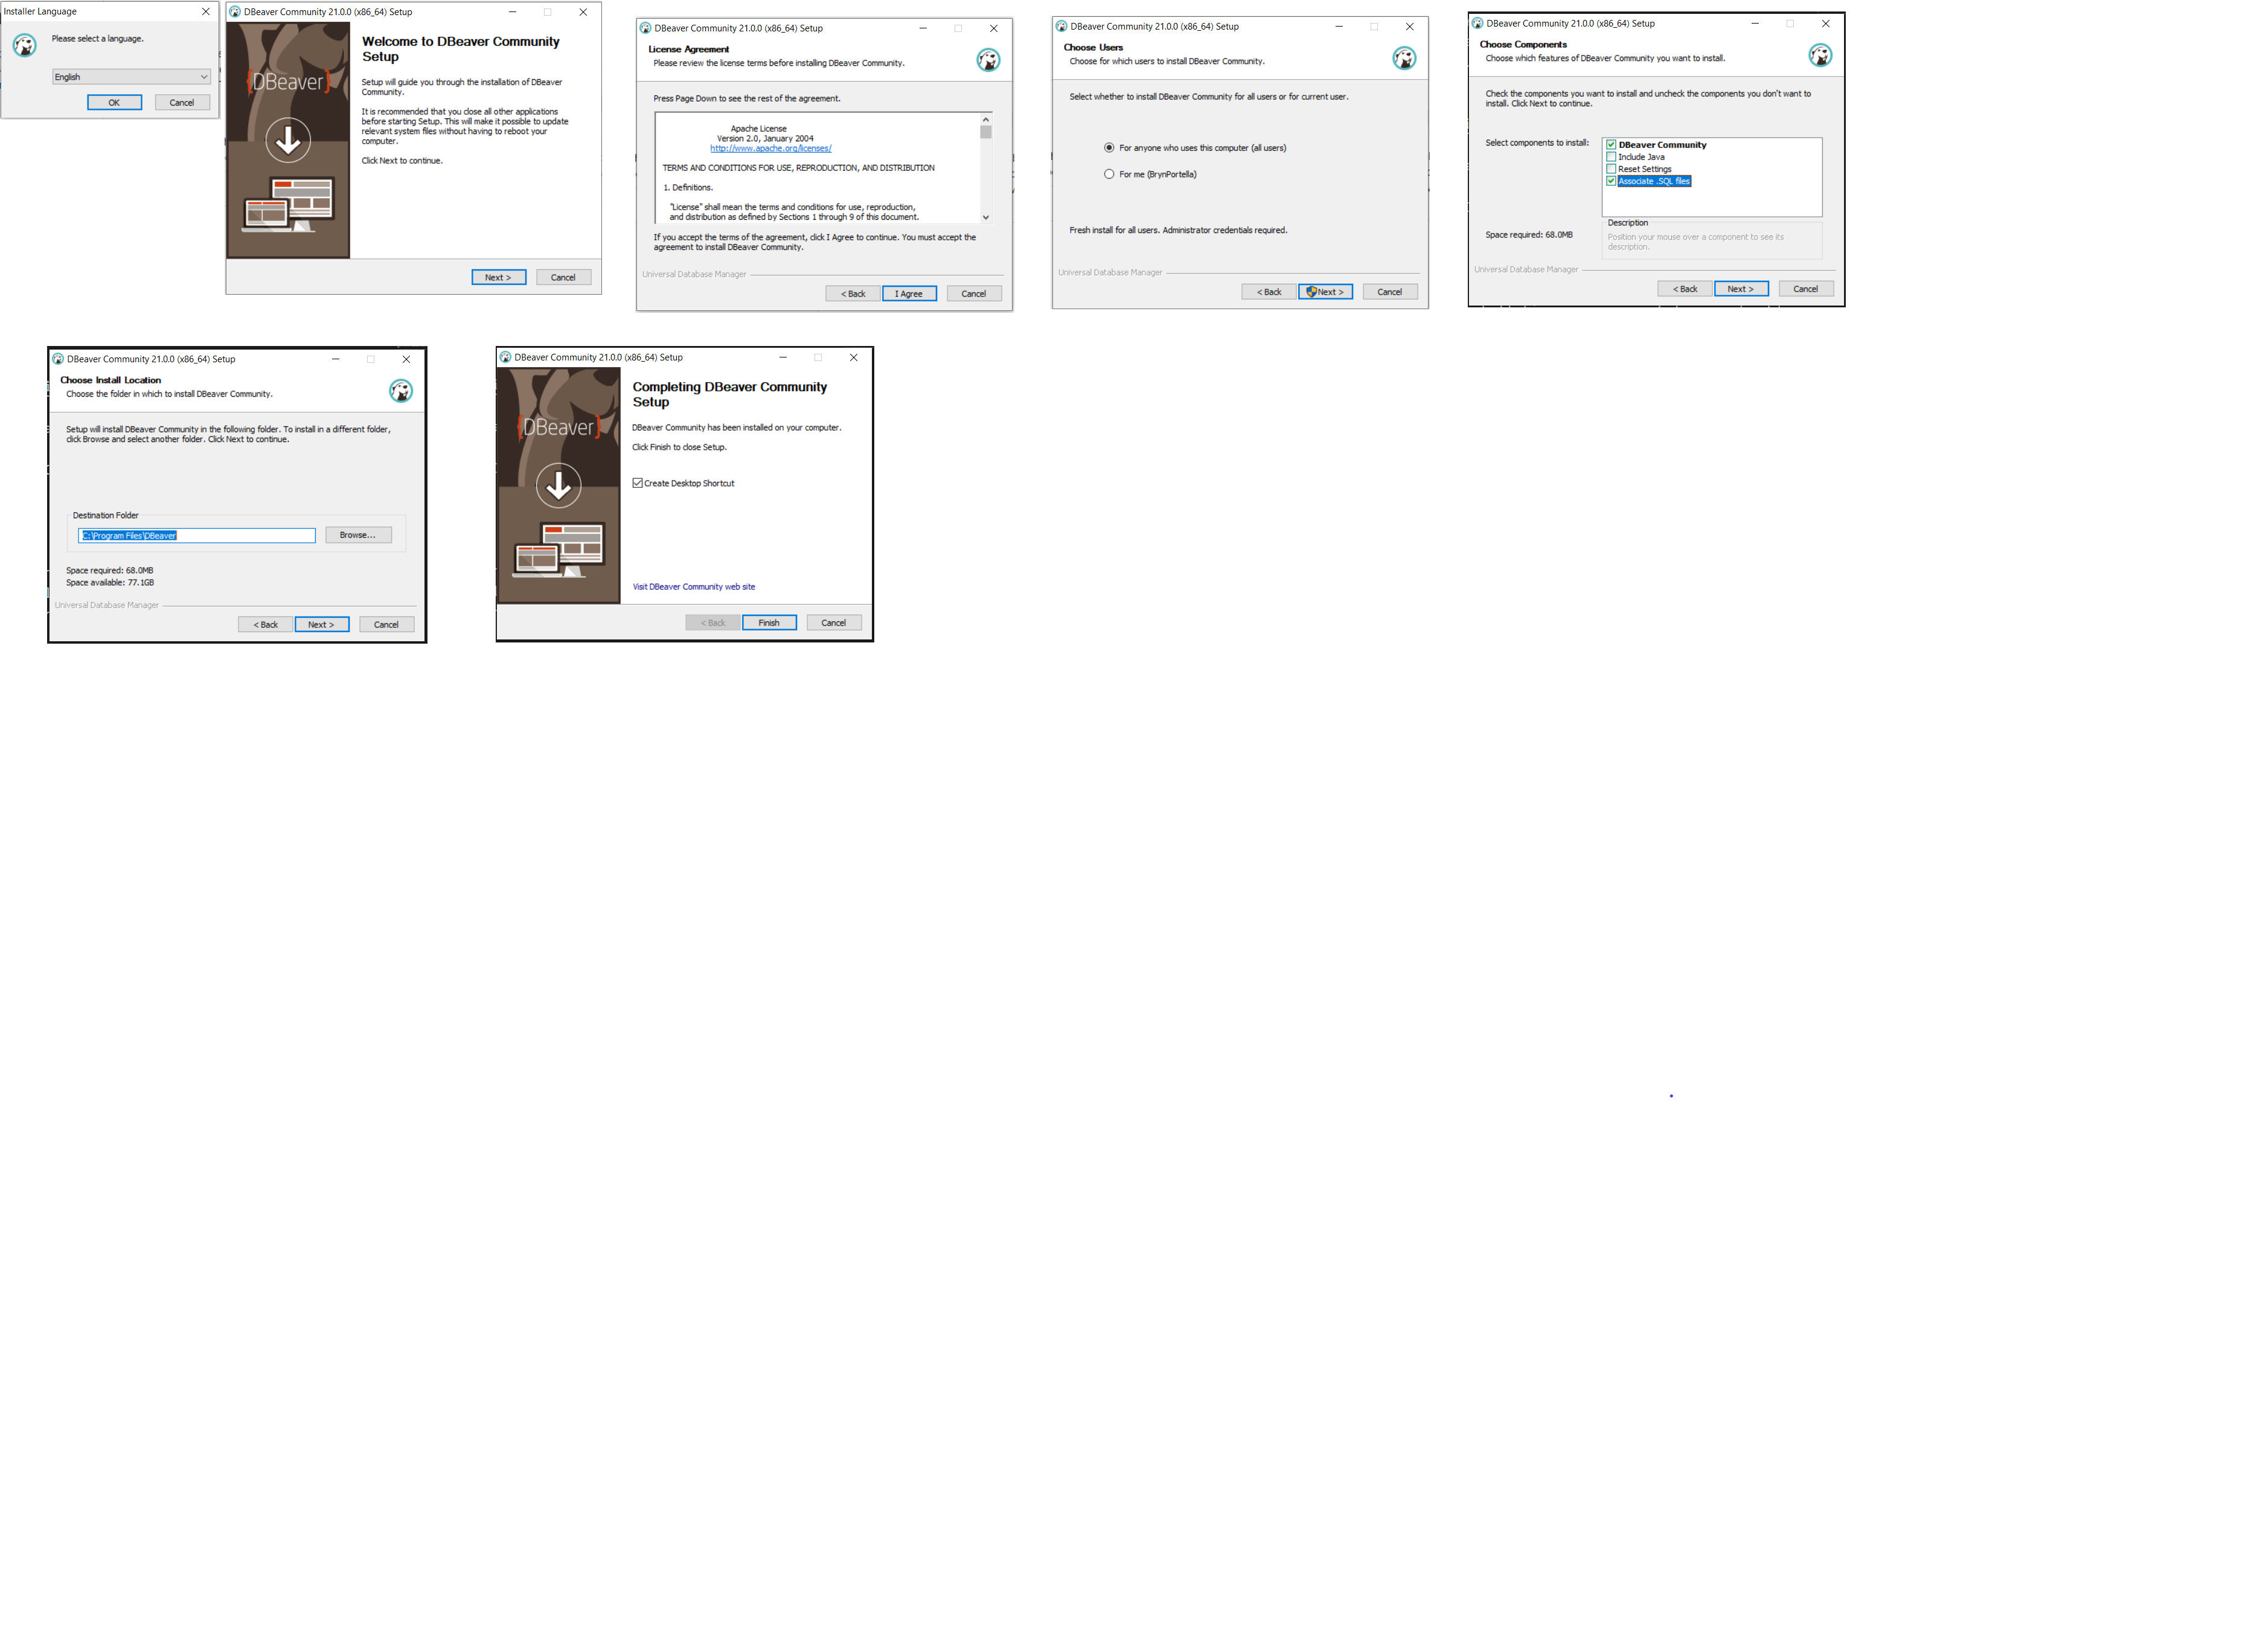 Installer Language
Please select a language.
English
OK
Cancel
DBeaver Community 21.0.0 (x86_64) Setup
{DBeaver}
Welcome to DBeaver Community
Setup
Setup will guide you through the installation of DBeaver
Community.
It is recommended that you close all other applications
before starting Setup. This will make it possible to update
relevant system files without having to reboot your
computer.
Click Next to continue.
Next >
Cancel
DBeaver Community 21.0.0 (x86_64) Setup
License Agreement
Please review the license terms before installing DBeaver Community.
Press Page Down to see the rest of the agreement.
Apache License
Version 2.0, January 2004
http://www.apache.org/licenses/
TERMS AND CONDITIONS FOR USE, REPRODUCTION, AND DISTRIBUTION
1. Definitions.
"License" shall mean the terms and conditions for use, reproduction,
and distribution as defined by Sections 1 through 9 of this document.
If you accept the terms of the agreement, click I Agree to continue. You must accept the
agreement to install DBeaver Community.
Universal Database Manager
< Back
I Agree
Cancel
DBeaver Community 21.0.0 (x86_64) Setup
Choose Users
Choose for which users to install DBeaver Community.
Select whether to install DBeaver Community for all users or for current user.
For anyone who uses this computer (all users)
For me (BrynPortella)
Fresh install for all users. Administrator credentials required.
Universal Database Manager
< Back
Next >
Cancel
DBeaver Community 21.0.0 (x86_64) Setup
Choose Components
Choose which features of DBeaver Community you want to install.
Check the components you want to install and uncheck the components you don't want to
install. Click Next to continue.
Select components to install:
DBeaver Community
Include Java
Reset Settings
Associate .SQL files
Space required: 68.0MB
Description
Position your mouse over a component to see its
description.
Universal Database Manager
< Back
Next >
Cancel
DBeaver Community 21.0.0 (x86_64) Setup
Choose Install Location
Choose the folder in which to install DBeaver Community.
Setup will install DBeaver Community in the following folder. To install in a different folder,
click Browse and select another folder. Click Next to continue.
Destination Folder
C:\Program Files\DBeaver
Browse...
Space required: 68.0MB
Space available: 77.1GB
Universal Database Manager
< Back
Next >
Cancel
DBeaver Community 21.0.0 (x86_64) Setup
{DBeaver}
Completing DBeaver Community
Setup
DBeaver Community has been installed on your computer.
Click Finish to close Setup.
Create Desktop Shortcut
Visit DBeaver Community web site
< Back
Finish
Cancel